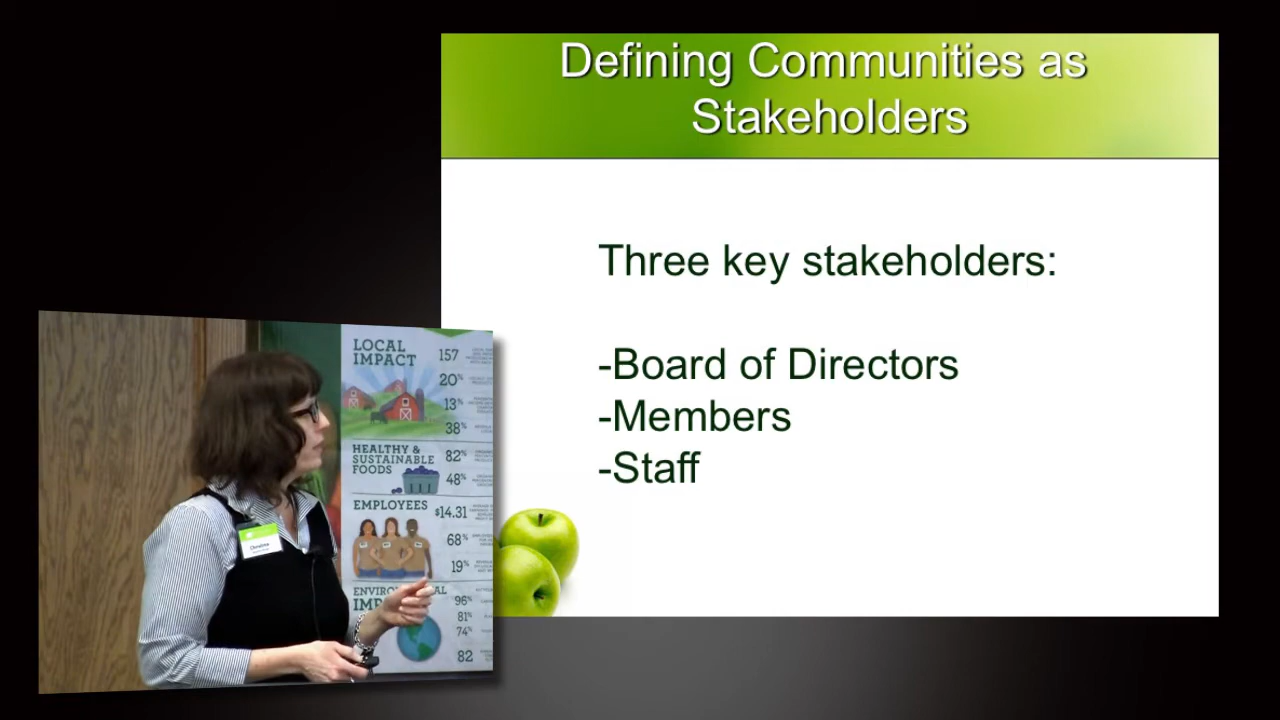 Defining Communities as
Stakeholders
Three key stakeholders:
-Board of Directors
-Members
-Staff
LOCAL
IMPACT
157
20%
13%
38%
HEALTHY &
SUSTAINABLE
FOODS
82%
48%
EMPLOYEES
$14.31
68%
19%
96%
81%
74%
82